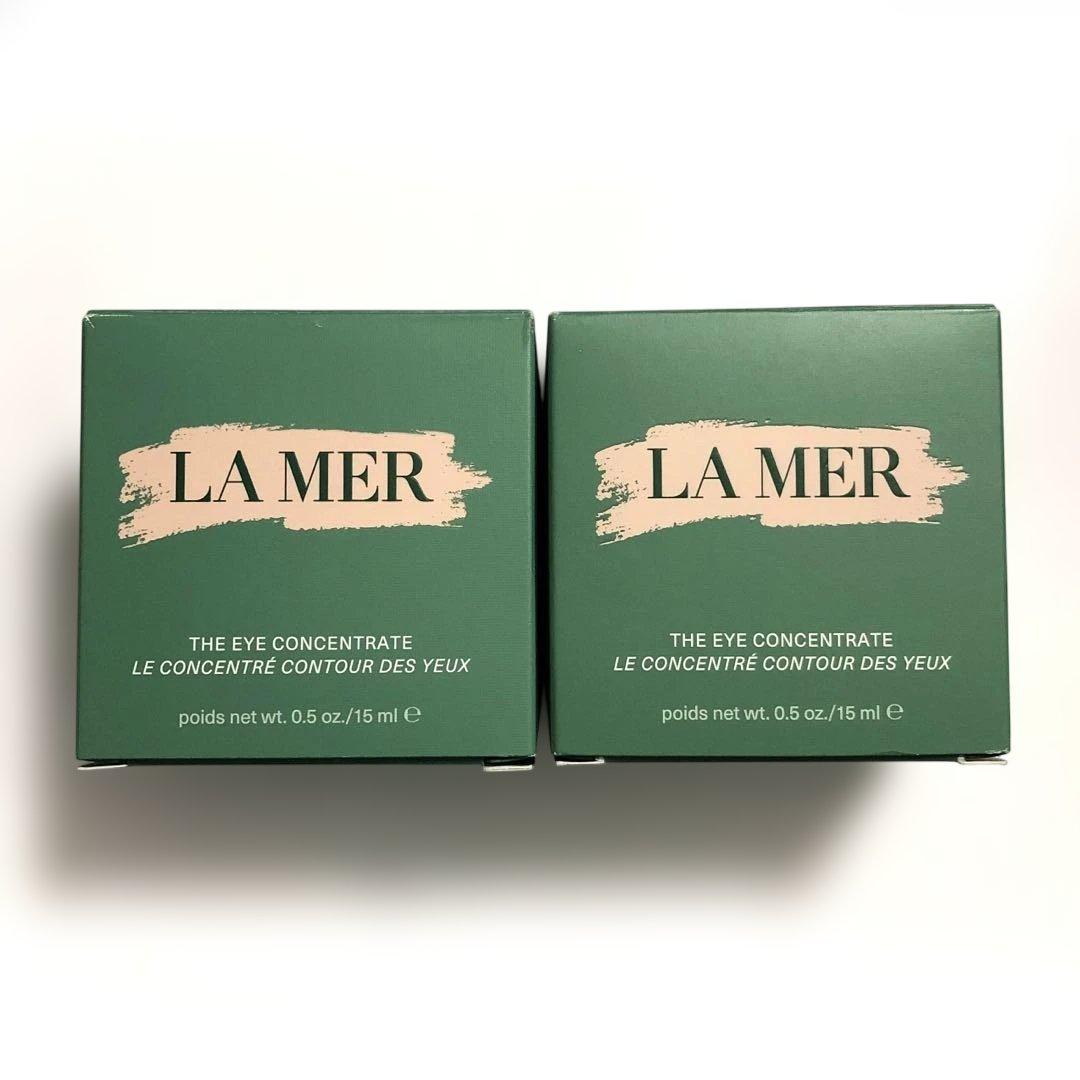 LA MER
THE EYE CONCENTRATE
LE CONCENTRÉ CONTOUR DES YEUX
poids net wt. 0.5 oz./15 ml ℮
LA MER
THE EYE CONCENTRATE
LE CONCENTRÉ CONTOUR DES YEUX
poids net wt. 0.5 oz./15 ml ℮